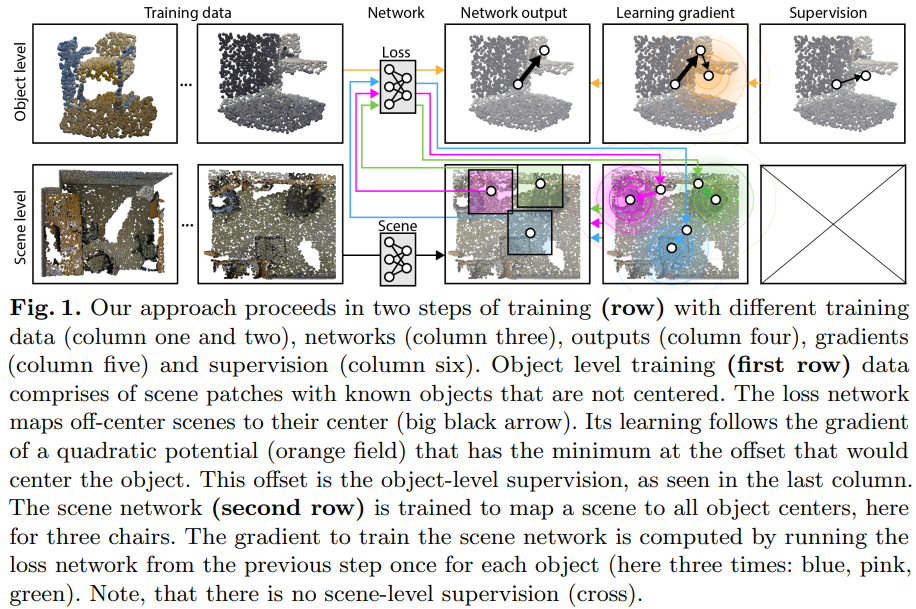 Training data Network Network output Learning gradient Supervision
Object level
Loss
...
Scene level
Scene
...
Fig. 1. Our approach proceeds in two steps of training (row) with different training
data (column one and two), networks (column three), outputs (column four), gradients
(column five) and supervision (column six). Object level training (first row) data
comprises of scene patches with known objects that are not centered. The loss network
maps off-center scenes to their center (big black arrow). Its learning follows the gradient
of a quadratic potential (orange field) that has the minimum at the offset that would
center the object. This offset is the object-level supervision, as seen in the last column.
The scene network (second row) is trained to map a scene to all object centers, here
for three chairs. The gradient to train the scene network is computed by running the
loss network from the previous step once for each object (here three times: blue, pink,
green). Note, that there is no scene-level supervision (cross).